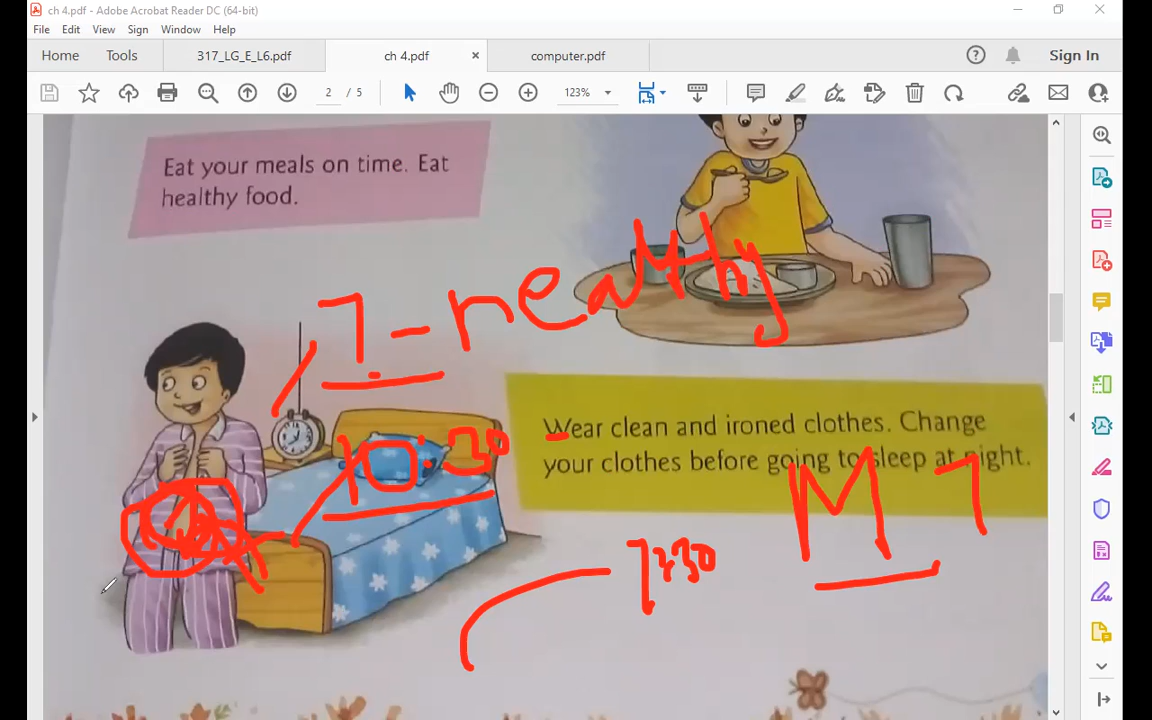 ch 4.pdf - Adobe Acrobat Reader DC (64-bit)
File Edit View Sign Window Help
Home Tools 317_LG_E_L6.pdf ch 4.pdf × computer.pdf Sign In
2 / 5 123%
Eat your meals on time. Eat
healthy food.
7 - healthy
10:30
Wear clean and ironed clothes. Change
your clothes before going to sleep at night.
M 7
7:30